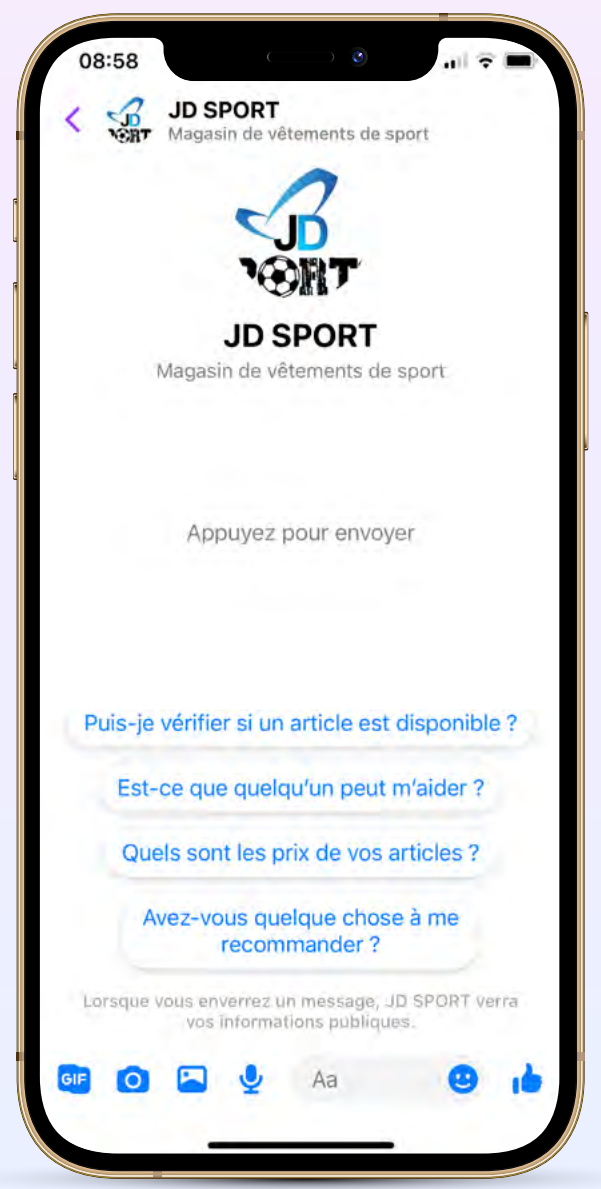 08:58
JD SPORT
Magasin de vêtements de sport
JD
PORT
JD
PORT
JD SPORT
Magasin de vêtements de sport
Appuyez pour envoyer
Puis-je vérifier si un article est disponible ?
Est-ce que quelqu'un peut m'aider ?
Quels sont les prix de vos articles ?
Avez-vous quelque chose à me
recommander ?
Lorsque vous enverrez un message, JD SPORT verra
vos informations publiques.
GIF
Aa